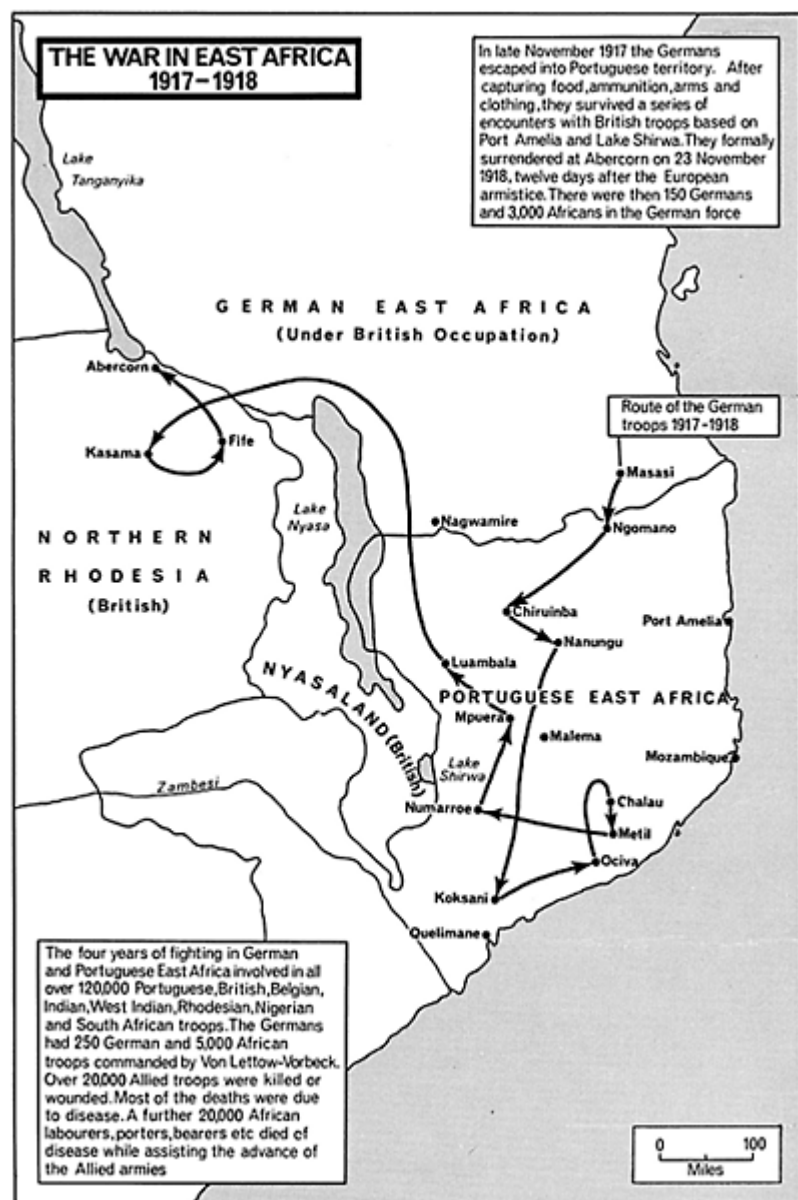 THE WAR IN EAST AFRICA
1917-1918
In late November 1917 the Germans
escaped into Portuguese territory. After
capturing food, ammunition, arms and
clothing, they survived a series of
encounters with British troops based on
Port Amelia and Lake Shirwa. They formally
surrendered at Abercorn on 23 November
1918, twelve days after the European
armistice. There were then 150 Germans
and 3,000 Africans in the German force
Lake
Tanganyika
GERMAN EAST AFRICA
(Under British Occupation)
Abercorn
Route of the German
troops 1917-1918
Kasama
Fife
Masasi
Lake
Nyasa
Nagwamire
Ngomano
NORTHERN
RHODESIA
(British)
Chiruinba
Port Amelia
Nanungu
Luambala
NYASALAND (British)
PORTUGUESE EAST AFRICA
Mpuera
Malema
Mozambique
Lake
Shirwa
Zambesi
Numarroe
Chalau
Metil
Ociva
Koksani
Quelimane
The four years of fighting in German
and Portuguese East Africa involved in all
over 120,000 Portuguese, British, Belgian,
Indian, West Indian, Rhodesian, Nigerian
and South African troops. The Germans
had 250 German and 5,000 African
troops commanded by Von Lettow-Vorbeck.
Over 20,000 Allied troops were killed or
wounded. Most of the deaths were due
to disease. A further 20,000 African
labourers, porters, bearers etc died of
disease while assisting the advance of
the Allied armies
0 100
Miles